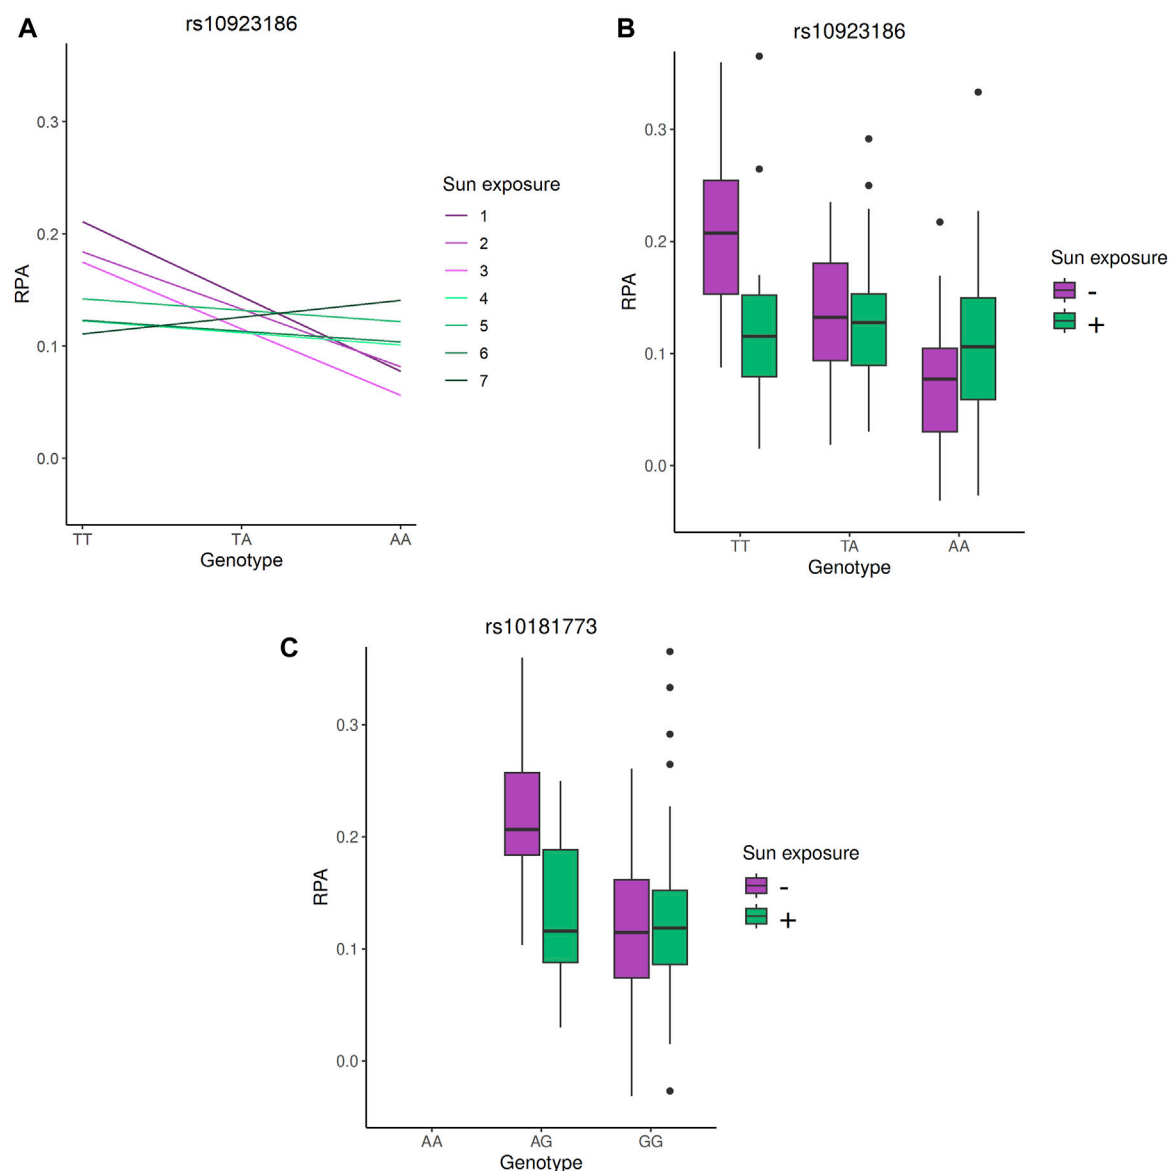 A
rs10923186
0.3
0.2
0.1
0.0
RPA
TT TA AA
Genotype
Sun exposure
1
2
3
4
5
6
7
B
rs10923186
0.3
0.2
0.1
0.0
RPA
TT TA AA
Genotype
Sun exposure
-
+
C
rs10181773
0.3
0.2
0.1
0.0
RPA
AA AG GG
Genotype
Sun exposure
-
+